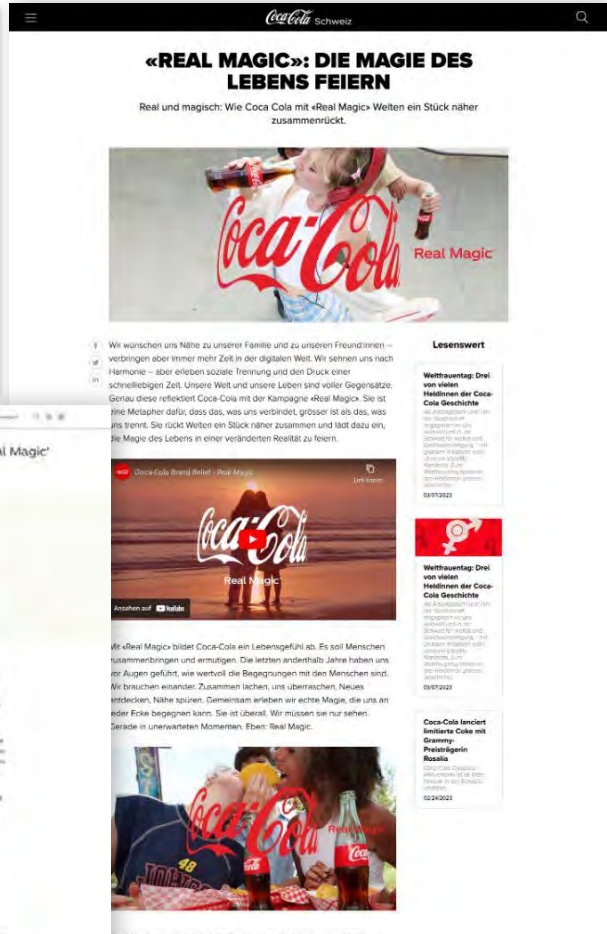 Coca-Cola Schweiz
«REAL MAGIC»: DIE MAGIE DES
LEBENS FEIERN
Real und magisch: Wie Coca Cola mit «Real Magic» Welten ein Stück näher
zusammenrückt.
Coca-Cola
Real Magic
Wir wünschen uns Nähe zu unserer Familie und zu unseren Freund:innen –
verbringen aber immer mehr Zeit in der digitalen Welt. Wir sehnen uns nach
Harmonie – aber erleben soziale Trennung und den Druck einer
schnelllebigen Zeit. Unsere Welt und unsere Leben sind voller Gegensätze.
Genau diese reflektiert Coca-Cola mit der Kampagne «Real Magic». Sie ist
eine Metapher dafür, dass das, was uns verbindet, grösser ist als das, was
uns trennt. Sie rückt Welten ein Stück näher zusammen und lädt dazu ein,
die Magie des Lebens in einer veränderten Realität zu feiern.
al Magic'
Coca-Cola Brand Belief - Real Magic
Link kopier
Coca-Cola
Real Magic
Ansehen auf YouTube
Mit «Real Magic» bildet Coca-Cola ein Lebensgefühl ab. Es soll Menschen
zusammenbringen und ermutigen. Die letzten anderthalb Jahre haben uns
vor Augen geführt, wie wertvoll die Begegnungen mit den Menschen sind.
Wir brauchen einander. Zusammen lachen, uns überraschen, Neues
entdecken, Nähe spüren. Gemeinsam erleben wir echte Magie, die uns an
jeder Ecke begegnen kann. Sie ist überall. Wir müssen sie nur sehen.
Gerade in unerwarteten Momenten. Eben: Real Magic.
48
Coca-Cola
Real Magic
Lesenswert
Weltfrauentag: Drei
von vielen
Heldinnen der Coca-
Cola Geschichte
03/07/2023
Weltfrauentag: Drei
von vielen
Heldinnen der Coca-
Cola Geschichte
03/07/2023
Coca-Cola lanciert
limitierte Coke mit
Grammy-
Preisträgerin
Rosalia
02/24/2023